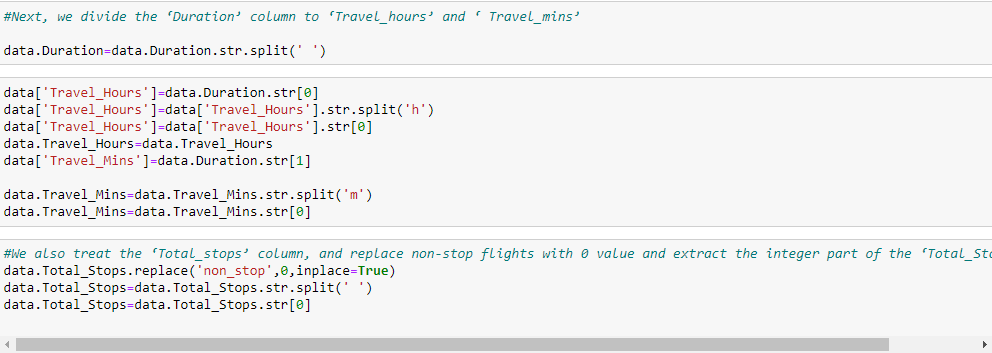 #Next, we divide the ‘Duration’ column to ‘Travel_hours’ and ‘ Travel_mins’
data.Duration=data.Duration.str.split(' ')
data['Travel_Hours']=data.Duration.str[0]
data['Travel_Hours']=data['Travel_Hours'].str.split('h')
data['Travel_Hours']=data['Travel_Hours'].str[0]
data.Travel_Hours=data.Travel_Hours
data['Travel_Mins']=data.Duration.str[1]
data.Travel_Mins=data.Travel_Mins.str.split('m')
data.Travel_Mins=data.Travel_Mins.str[0]
#We also treat the ‘Total_stops’ column, and replace non-stop flights with 0 value and extract the integer part of the ‘Total_Sto
data.Total_Stops.replace('non_stop',0,inplace=True)
data.Total_Stops=data.Total_Stops.str.split(' ')
data.Total_Stops=data.Total_Stops.str[0]